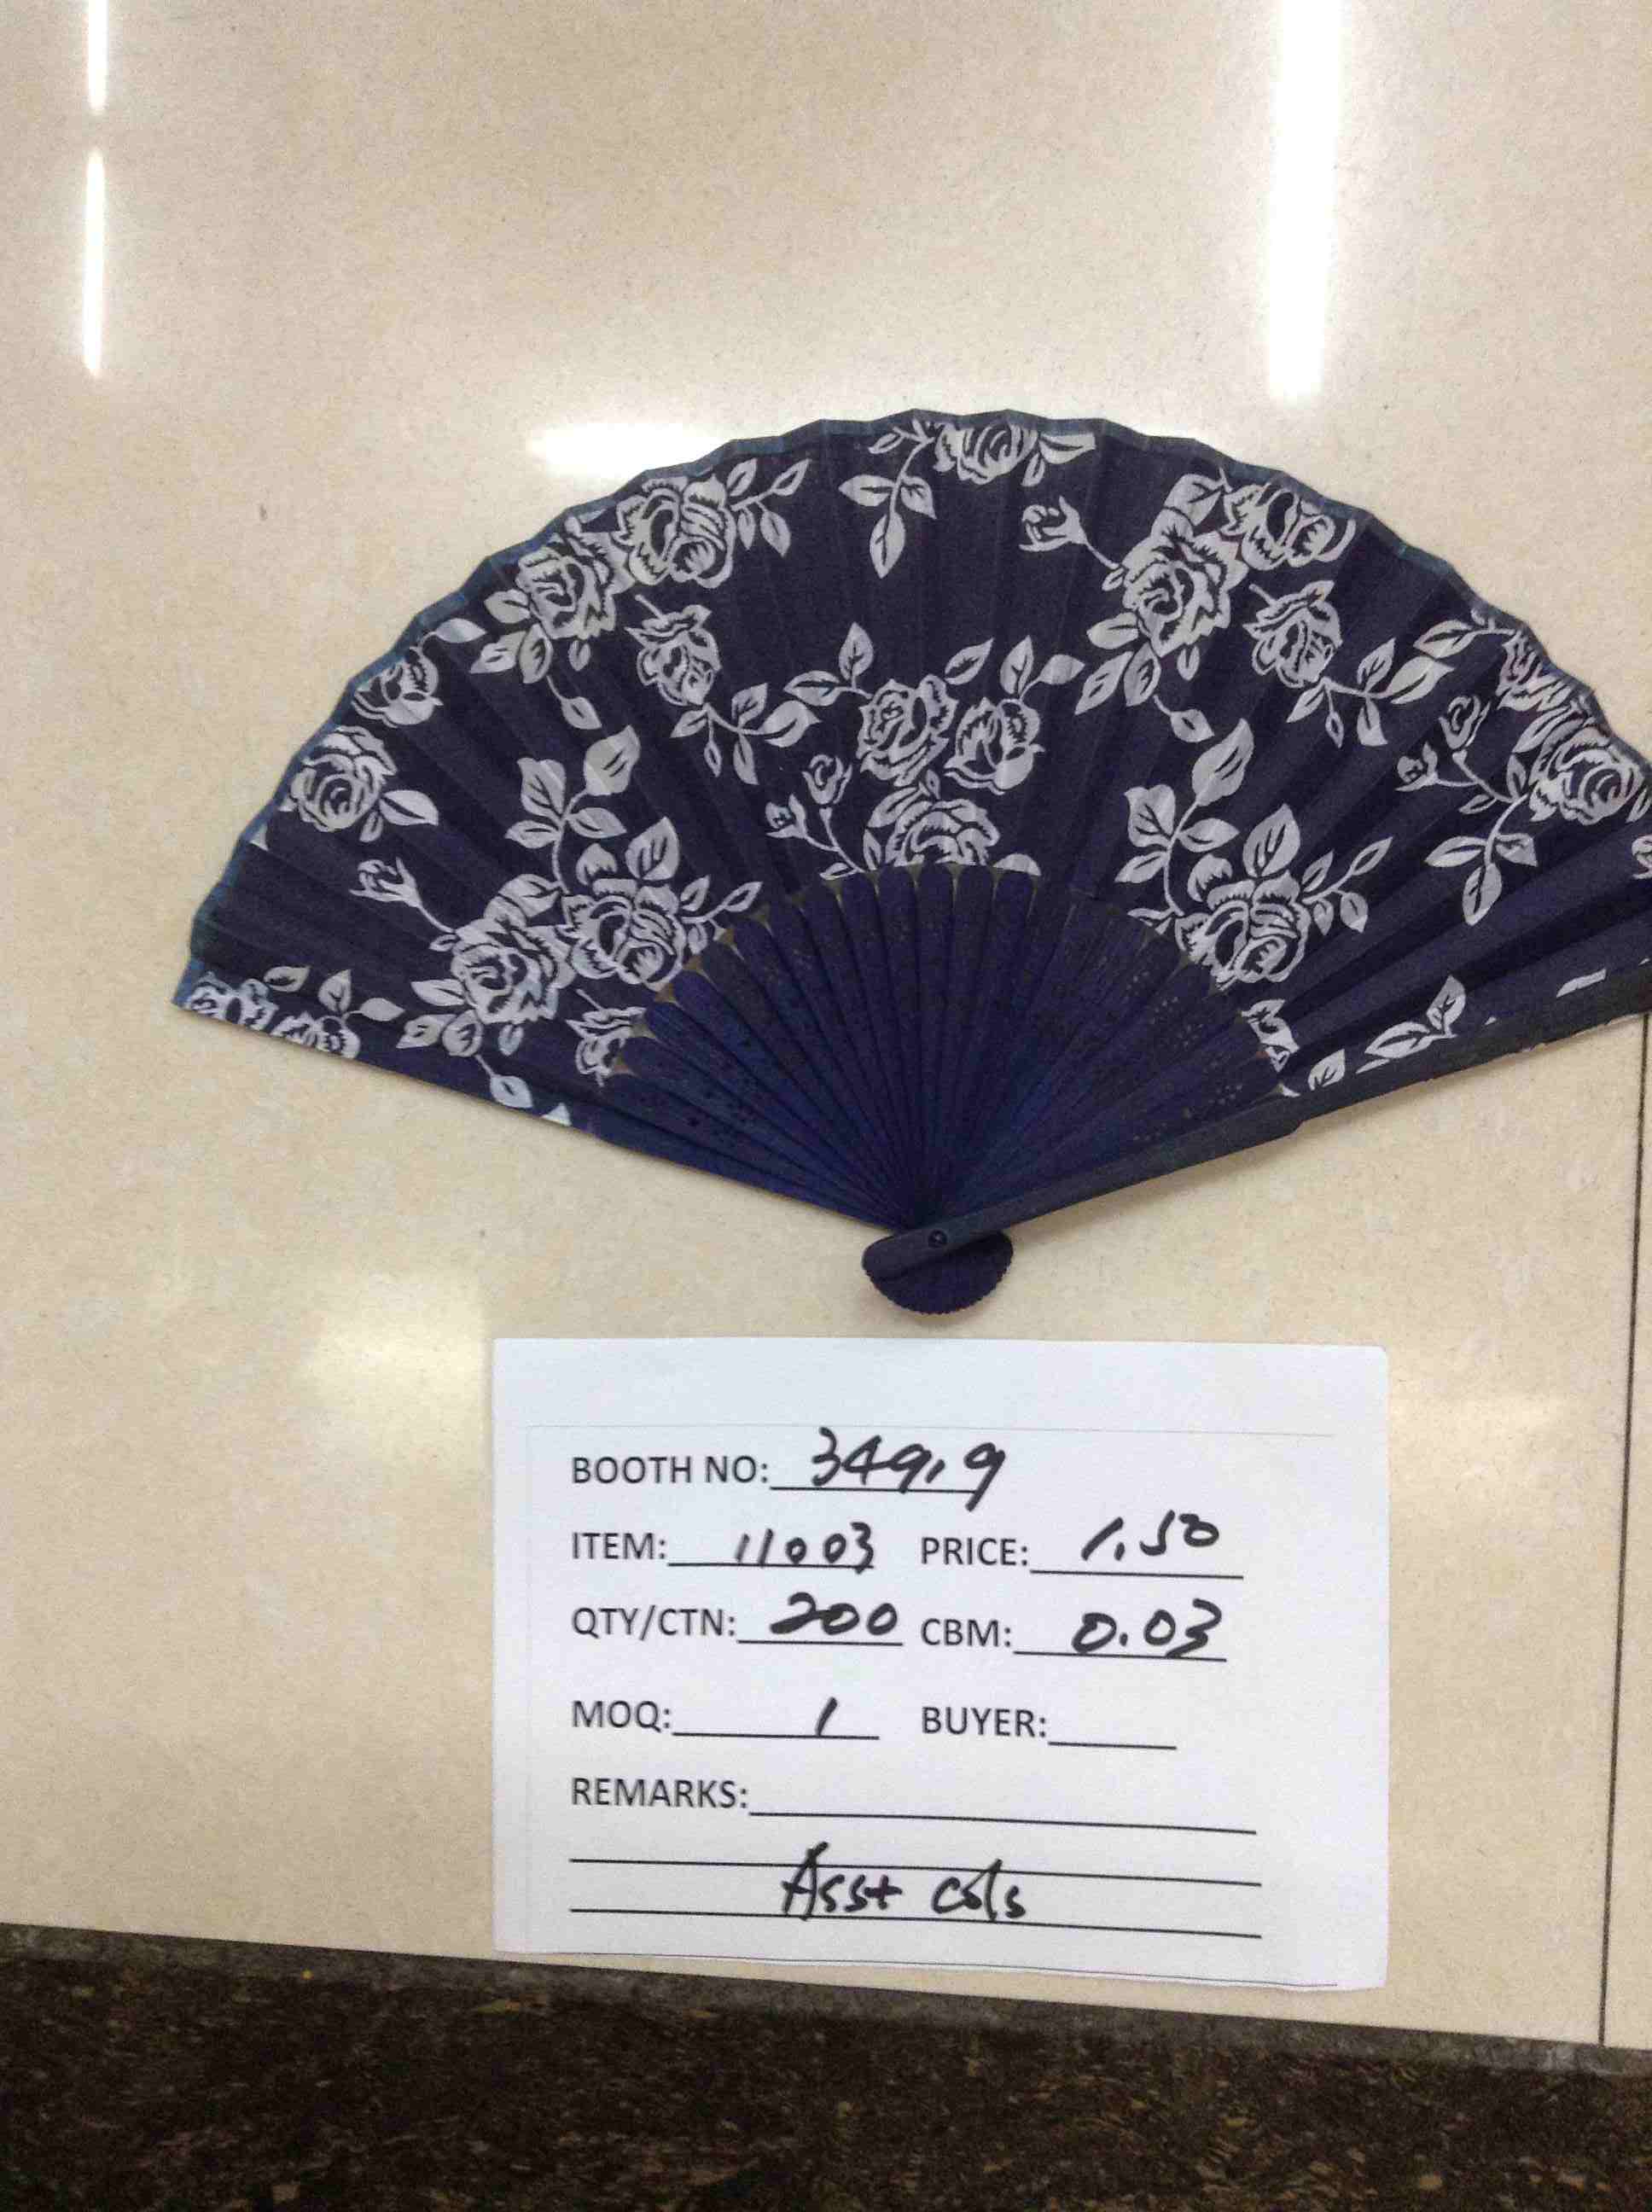 BOOTH NO: 349.9
ITEM: 11003 PRICE: 1.50
QTY/CTN: 200 CBM: 0.03
MOQ: 1 BUYER:
REMARKS:
Asst cols